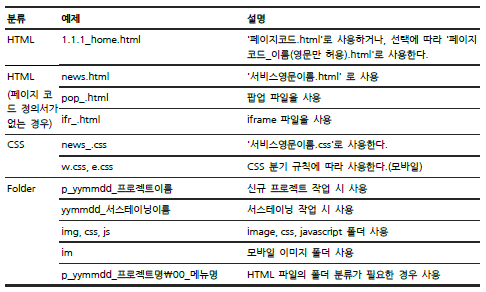 분류 예제 설명
HTML 1.1.1_home.html '페이지코드.html'로 사용하거나, 선택에 따라 '페이지
코드_이름(영문만 허용).html'로 사용한다.
HTML news.html '서비스영문이름.html' 로 사용
(페이지 코 pop_.html 팝업 파일을 사용
드 정의서가
없는 경우) ifr_.html iframe 파일을 사용
CSS news_.css '서비스영문이름.css'로 사용한다.
w.css, e.css CSS 분기 규칙에 따라 사용한다.(모바일)
Folder p_yymmdd_프로젝트이름 신규 프로젝트 작업 시 사용
yymmdd_서스테이닝이름 서스테이닝 작업 시 사용
img, css, js image, css, javascript 폴더 사용
im 모바일 이미지 폴더 사용
p_yymmdd_프로젝트명₩00_메뉴명 HTML 파일의 폴더 분류가 필요한 경우 사용